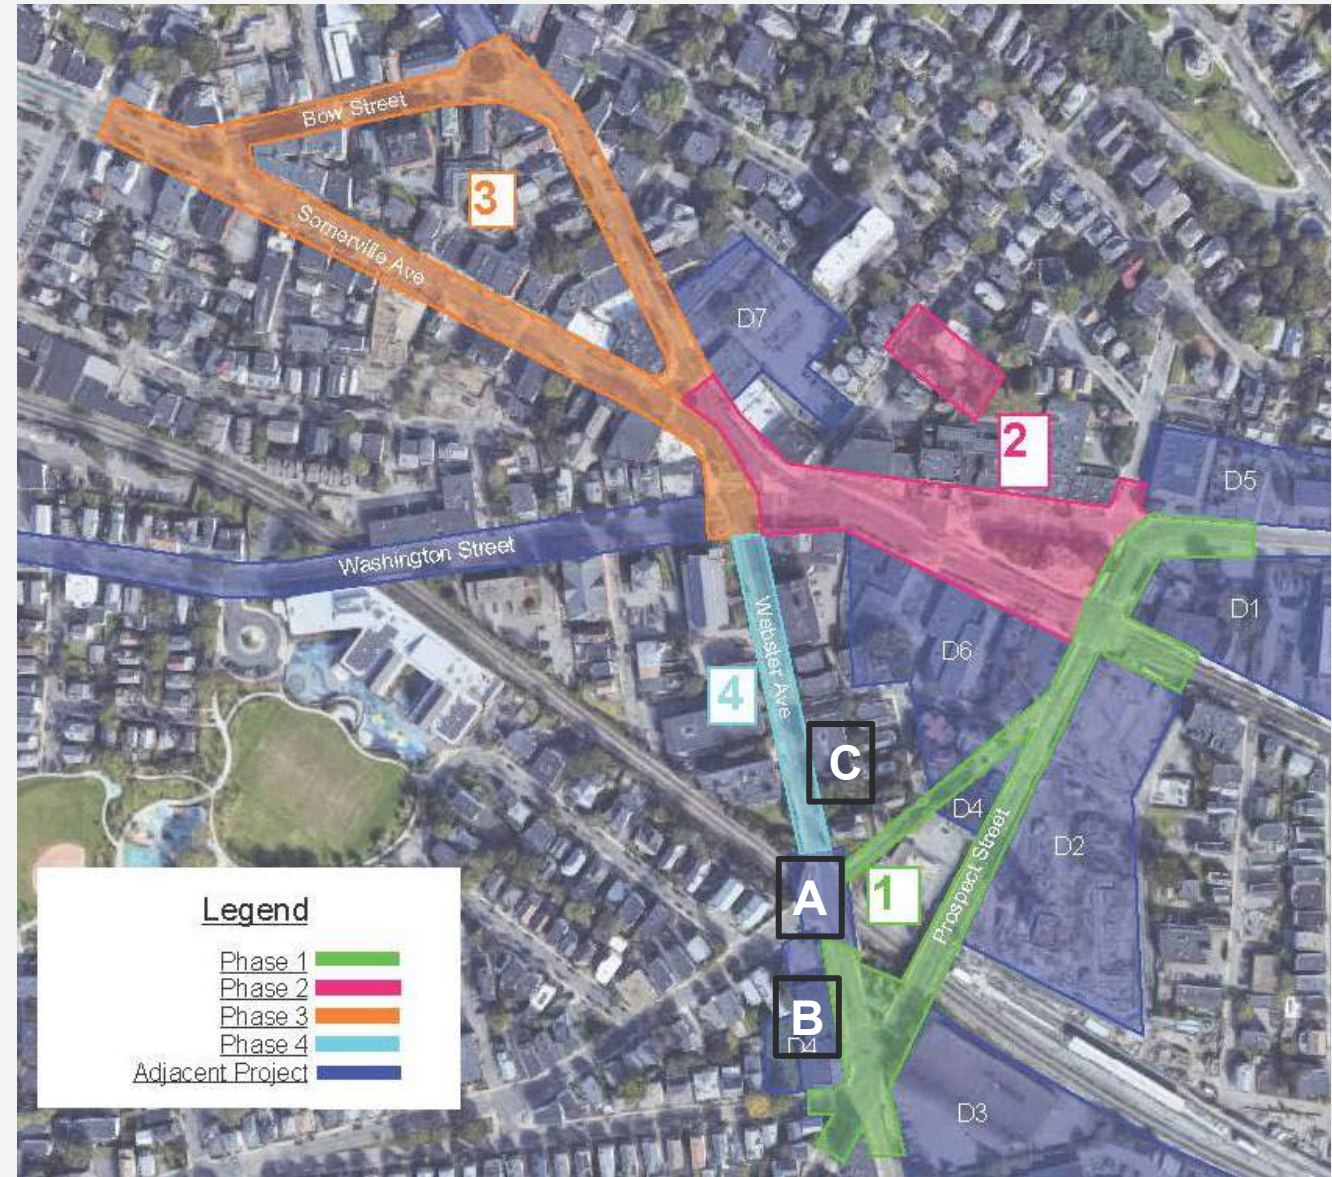 Bow Street
3
Somerville Ave
D7
2
D5
Washington Street
D1
Webster Ave
D6
4
C
D4
D2
Prospect Street
A
1
B
D4
D3
Legend
Phase 1
Phase 2
Phase 3
Phase 4
Adjacent Project